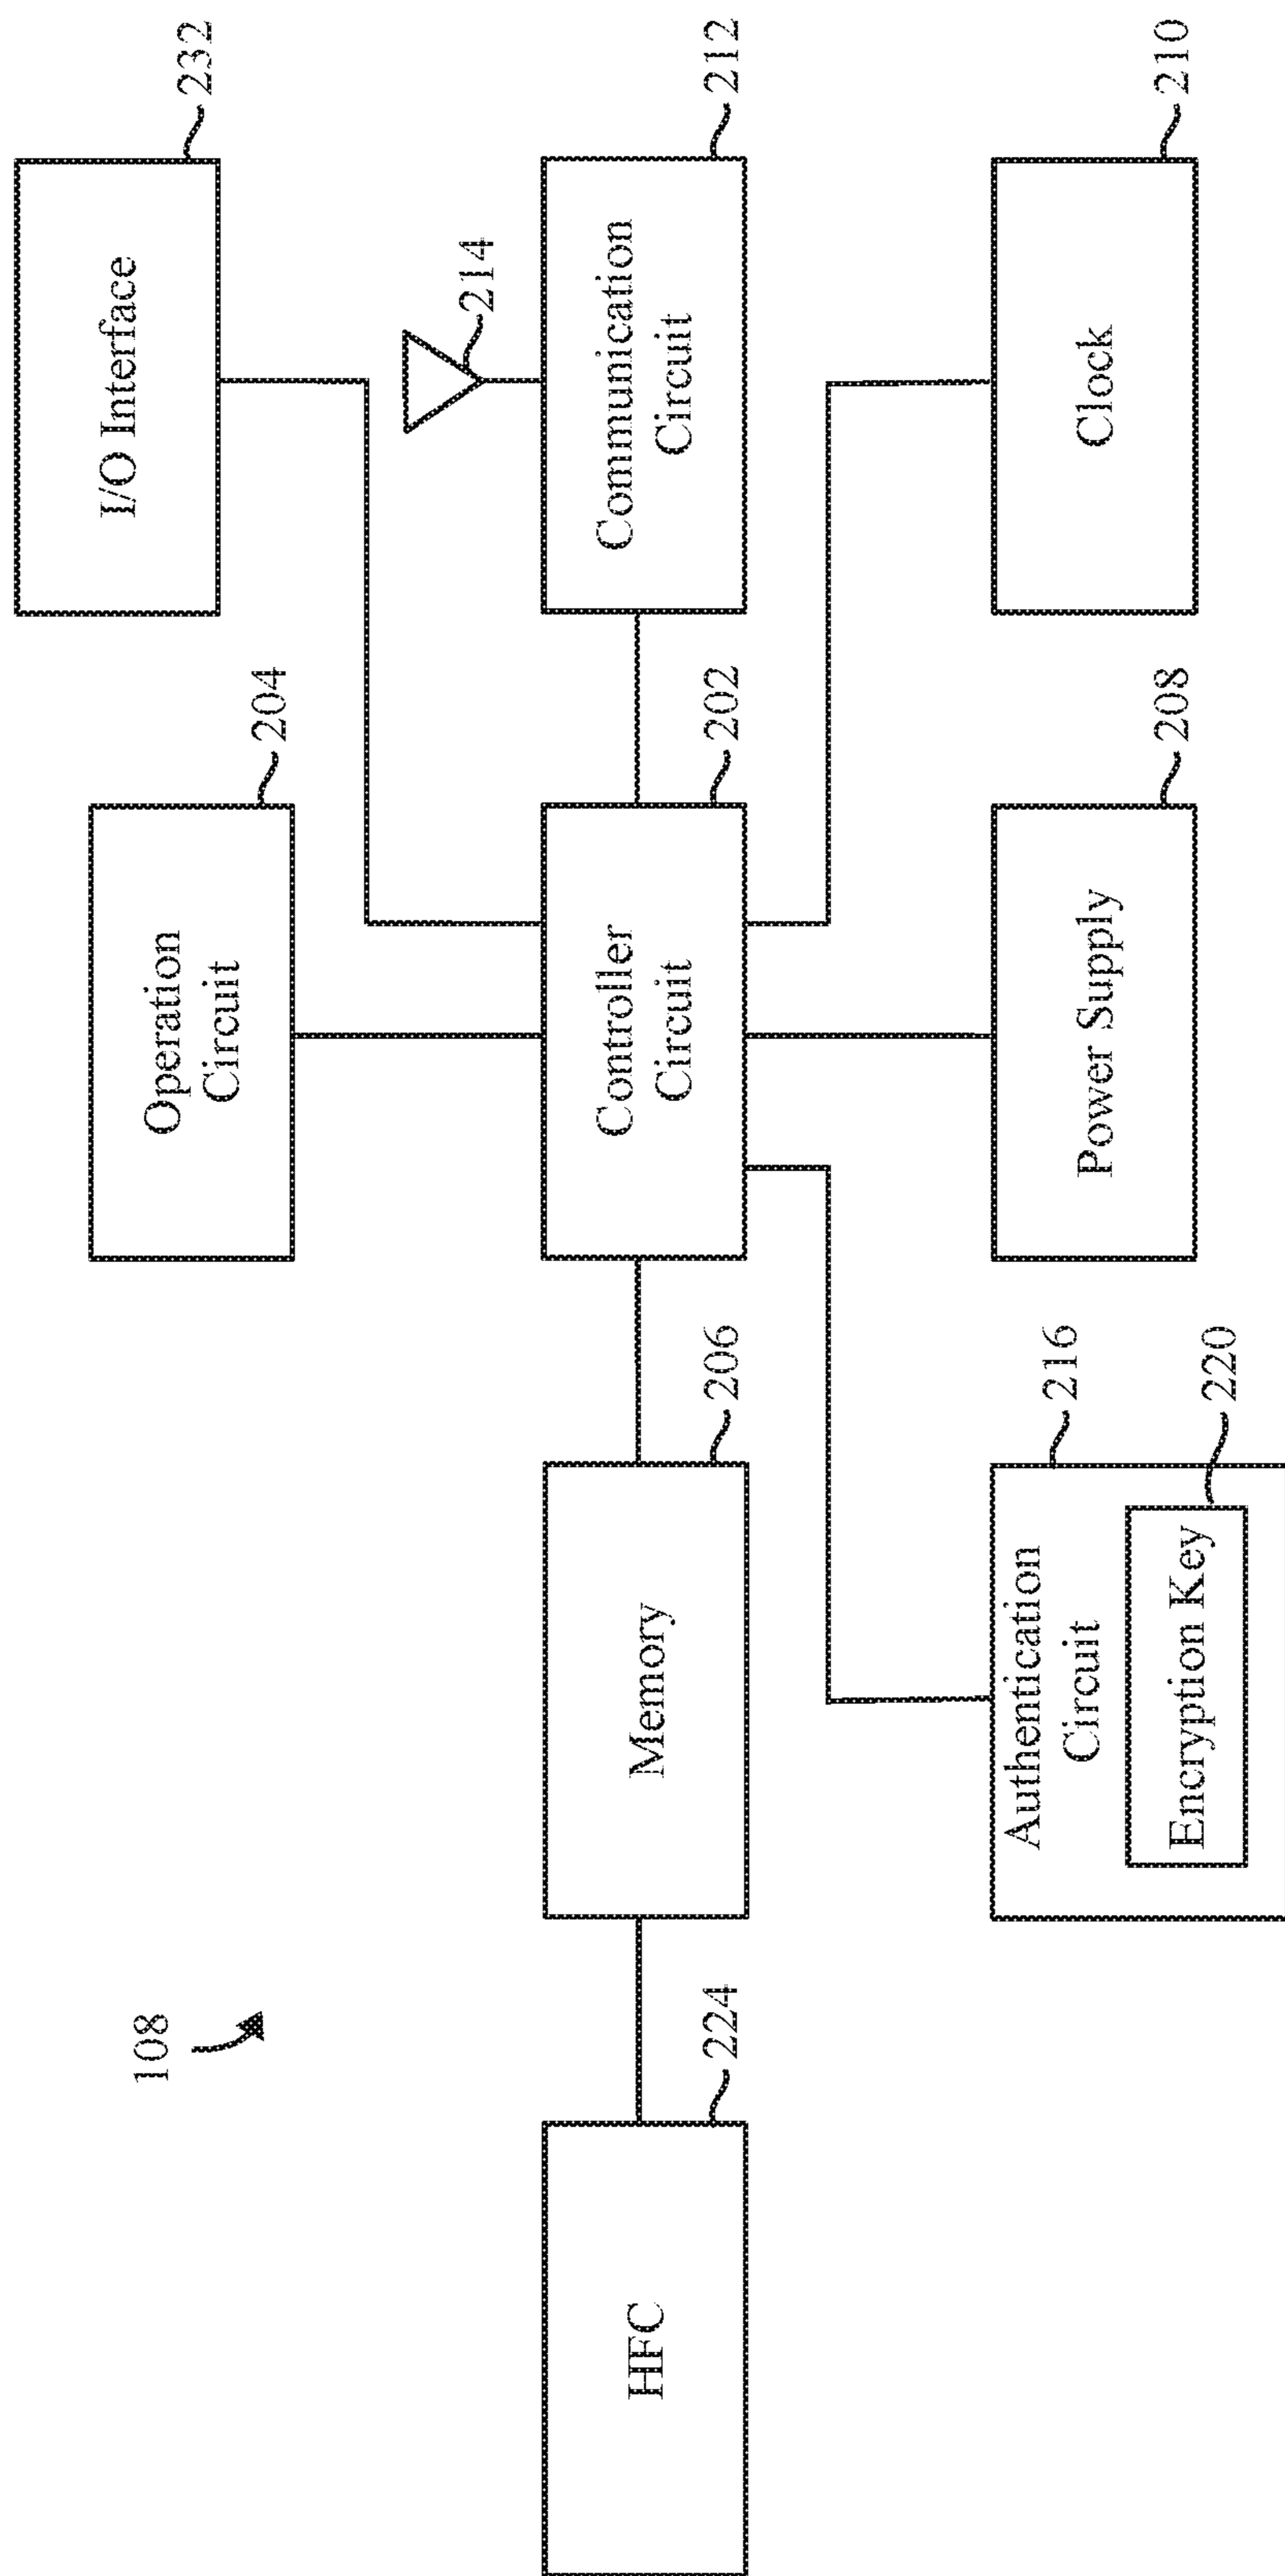 108
Operation
Circuit
204
I/O Interface
232
214
HFC
224
Memory
206
Controller
Circuit
202
Communication
Circuit
212
Authentication
Circuit
216
Encryption Key
220
Power Supply
208
Clock
210